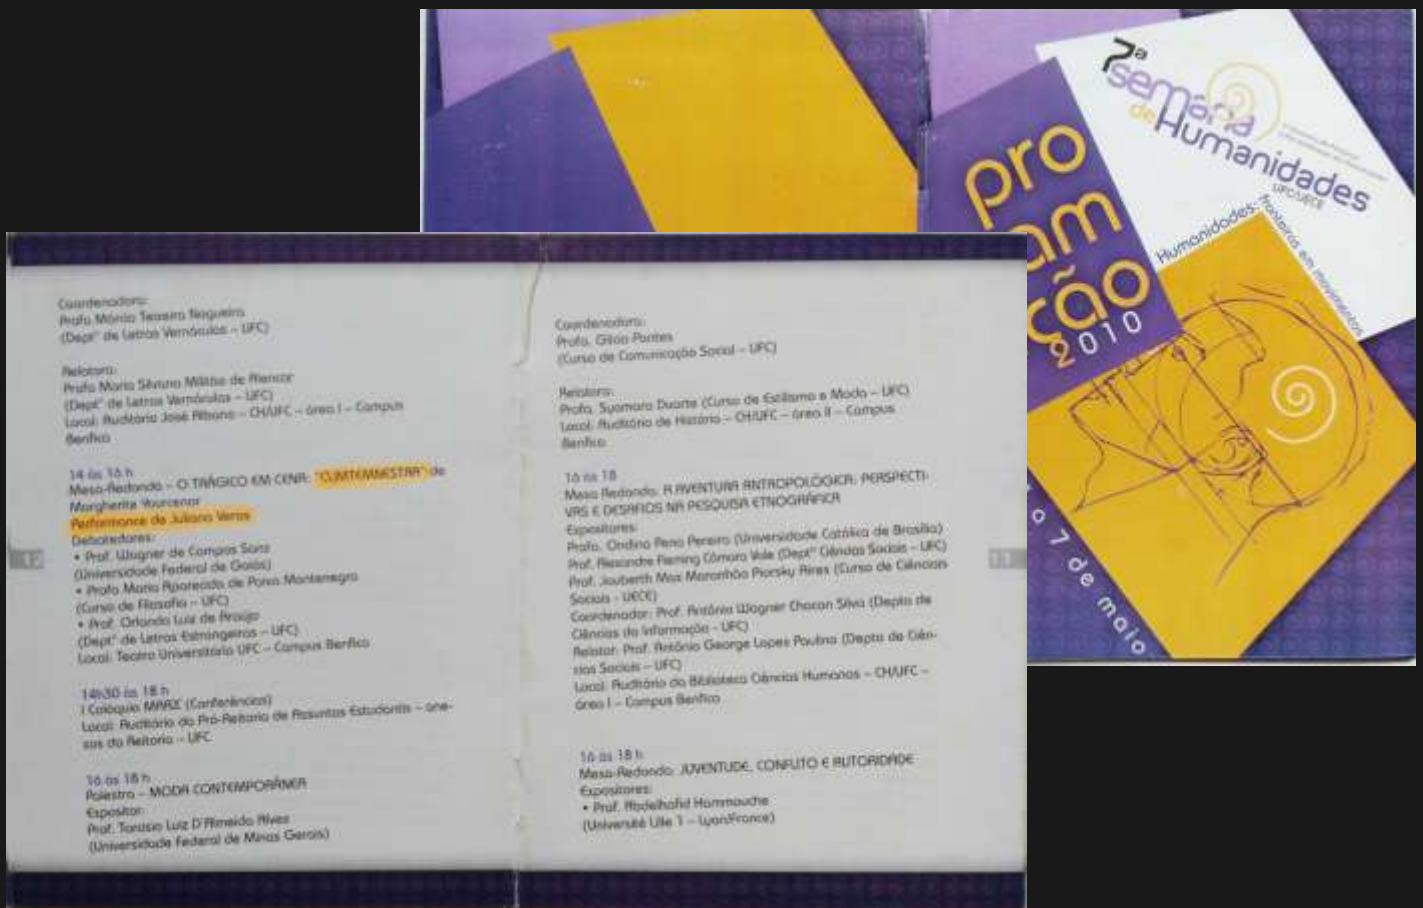 7ª
semana
de Humanidades
UFC/UECE
Humanidades: fronteiras em movimentos
pro
am
ção
2010
o 7 de maio
Coordenadora:
Profa Márcia Teixeira Nogueira
(Deptº de Letras Vernáculas – UFC)
Relatora:
Profa Maria Silvana Militão de Alencar
(Deptº de Letras Vernáculas – UFC)
Local: Auditório José Albano – CH/UFC – área I – Campus
Benfica
14 às 16 h
Mesa-Redonda – O TRÁGICO EM CENA: "CLITEMNESTRA" de
Margherite Yourcenar
Performance de Juliana Veras
Debatedores:
• Prof. Wagner de Campos Sanz
(Universidade Federal de Goiás)
• Profa Maria Aparecida de Paiva Montenegro
(Curso de Filosofia – UFC)
• Prof. Orlando Luiz de Araújo
(Deptº de Letras Estrangeiras – UFC)
Local: Teatro Universitário UFC – Campus Benfica
14h30 às 18 h
I Colóquio MARX (Conferências)
Local: Auditório da Pró-Reitoria de Assuntos Estudantis – ane-
xos da Reitoria – UFC
16 às 18 h
Palestra – MODA CONTEMPORÂNEA
Expositor:
Prof. Tarcisio Luiz D'Almeida Alves
(Universidade Federal de Minas Gerais)
12
Coordenadora:
Profa. Gilda Pontes
(Curso de Comunicação Social – UFC)
Relatora:
Profa. Syomara Duarte (Curso de Estilismo e Moda – UFC)
Local: Auditório de História – CH/UFC – área II – Campus
Benfica
16 às 18
Mesa Redonda: A AVENTURA ANTROPOLÓGICA: PERSPECTI-
VAS E DESAFIOS NA PESQUISA ETNOGRÁFICA
Expositores:
Profa. Ondina Pena Pereira (Universidade Católica de Brasília)
Prof. Alexandre Fleming Câmara Vale (Deptº Ciências Sociais – UFC)
Prof. Jouberth Max Maranhão Piorsky Aires (Curso de Ciências
Sociais - UECE)
Coordenador: Prof. Antônio Wagner Chacon Silva (Depto de
Ciências da Informação - UFC)
Relator: Prof. Antônio George Lopes Paulino (Depto de Ciên-
cias Sociais – UFC)
Local: Auditório da Biblioteca Ciências Humanas – CH/UFC –
área I – Campus Benfica
16 às 18 h
Mesa-Redonda: JUVENTUDE, CONFLITO E AUTORIDADE
Expositores:
• Prof. Abdelhafid Hammouche
(Université Lille 1 – Lyon/France)